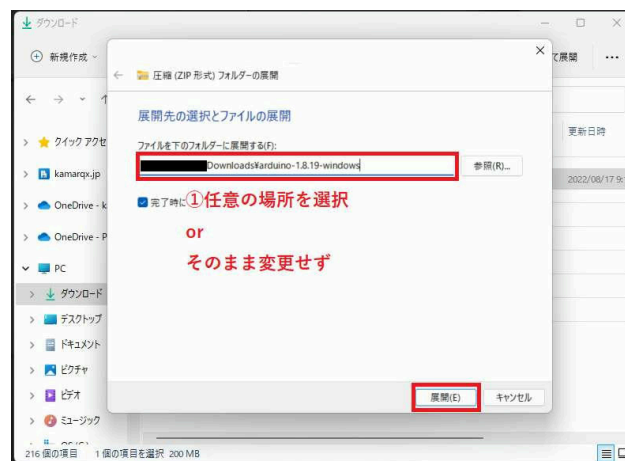 ダウンロード
新規作成
て展開 ...
圧縮 (ZIP 形式) フォルダーの展開
展開先の選択とファイルの展開
ファイルを下のフォルダーに展開する(F):
Downloads¥arduino-1.8.19-windows
参照(R)...
完了時に
①任意の場所を選択
or
そのまま変更せず
更新日時
2022/08/17 9:
クイック アクセ
kamarqx.jp
OneDrive - k
OneDrive - P
PC
ダウンロード
デスクトップ
ドキュメント
ピクチャ
ビデオ
ミュージック
展開(E)
キャンセル
216 個の項目
1 個の項目を選択 200 MB